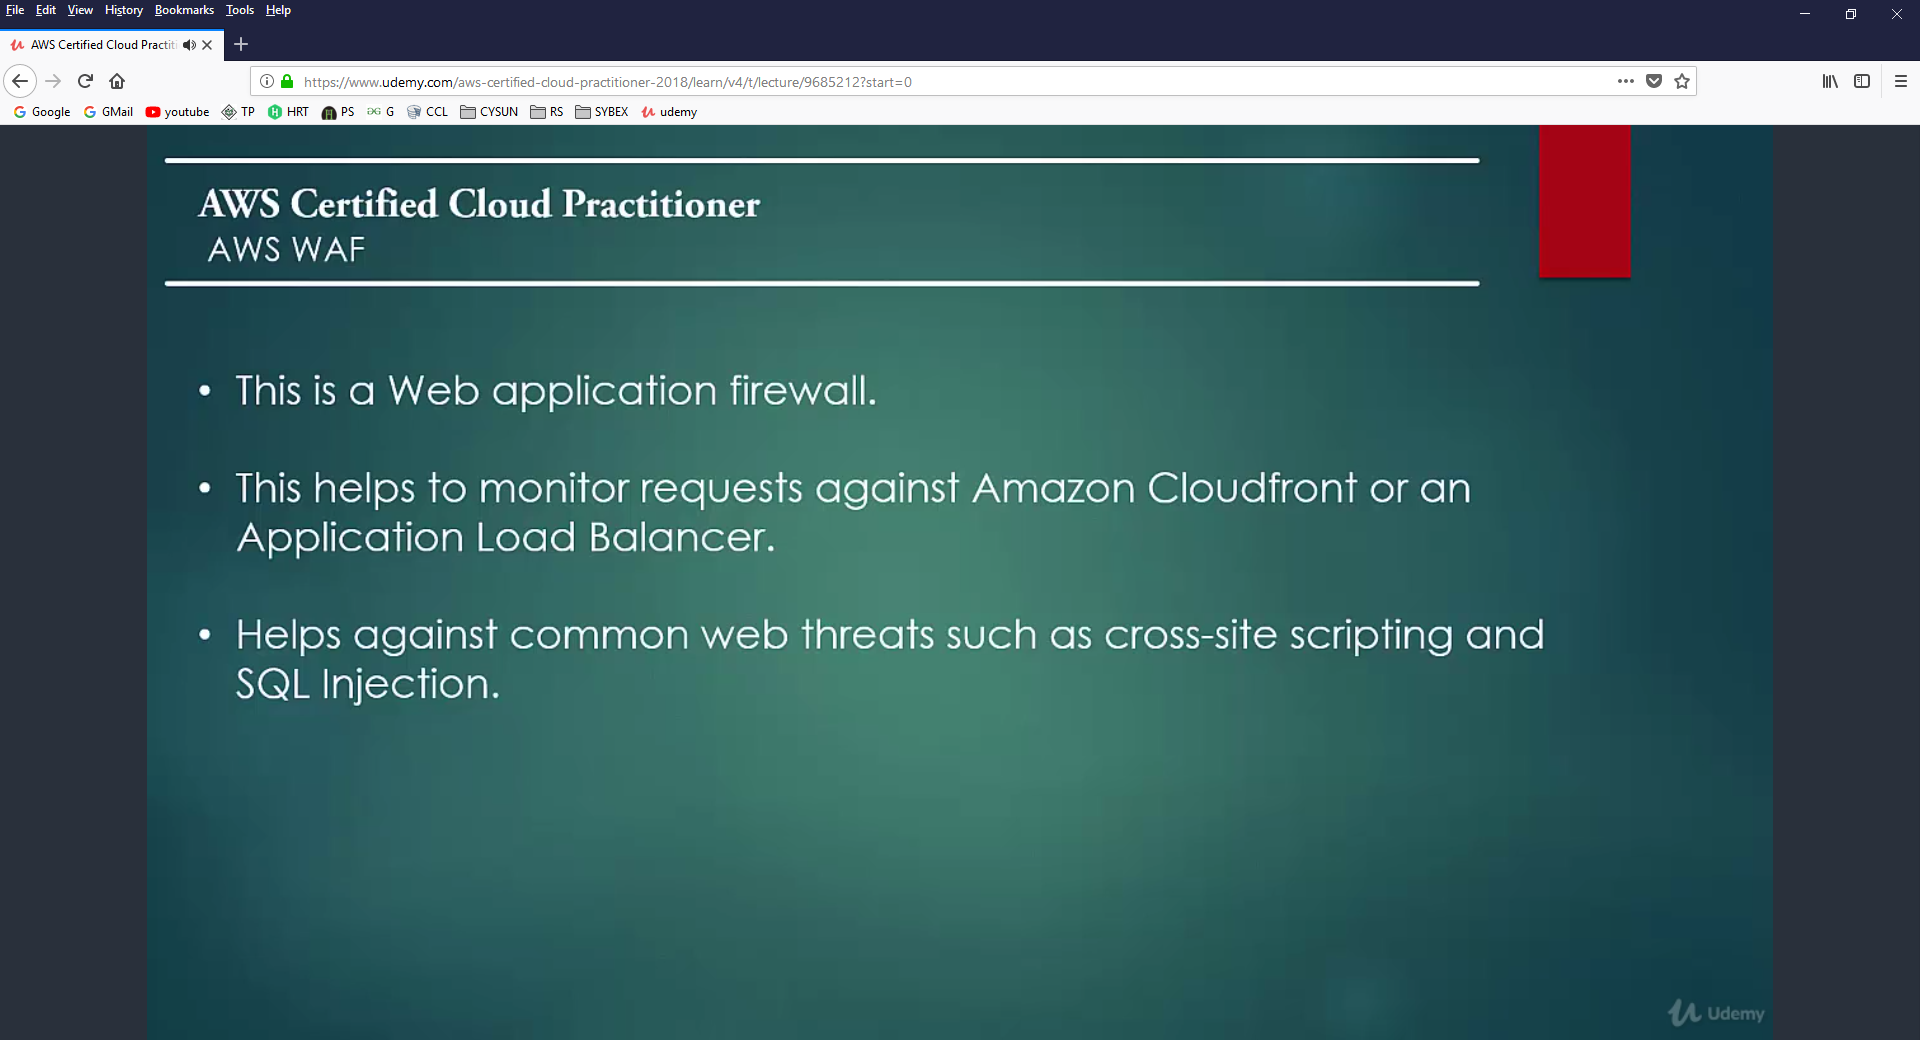 File Edit View History Bookmarks Tools Help
AWS Certified Cloud Practiti
https://www.udemy.com/aws-certified-cloud-practitioner-2018/learn/v4/t/lecture/9685212?start=0
Google GMail youtube TP HRT PS G CCL CYSUN RS SYBEX udemy
AWS Certified Cloud Practitioner
AWS WAF
• This is a Web application firewall.
• This helps to monitor requests against Amazon Cloudfront or an
Application Load Balancer.
• Helps against common web threats such as cross-site scripting and
SQL Injection.
Udemy